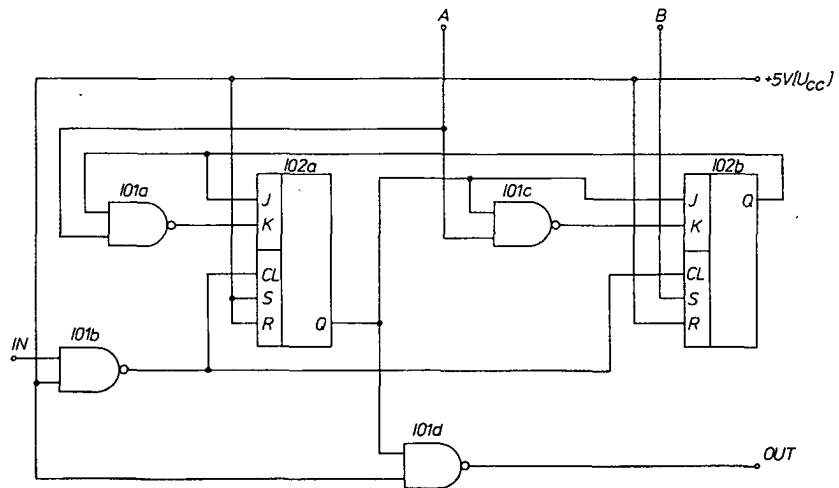 A
B
+5V[U_CC]
I02a
I02b
I01a
I01c
J
J
Q
K
K
CL
CL
S
S
R
Q
R
IN
I01b
I01d
OUT